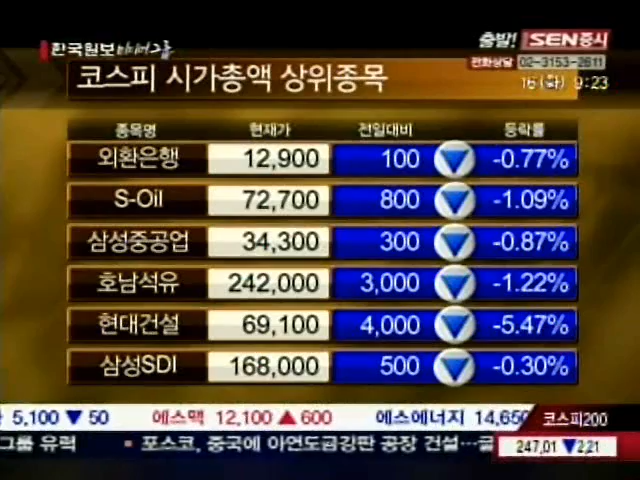 한국일보 미디어그룹
출발! SEN증시
전화상담 02-3153-2611
16(화) 9:23
코스피 시가총액 상위종목
종목명 현재가 전일대비 등락률
외환은행 12,900 100 ▼ -0.77%
S-Oil 72,700 800 ▼ -1.09%
삼성중공업 34,300 300 ▼ -0.87%
호남석유 242,000 3,000 ▼ -1.22%
현대건설 69,100 4,000 ▼ -5.47%
삼성SDI 168,000 500 ▼ -0.30%
5,100 ▼ 50 에스맥 12,100 ▲ 600 에스에너지 14,650 코스피200
그룹 유력 ▪ 포스코, 중국에 아연도금강판 공장 건설… 247.01 ▼2.21